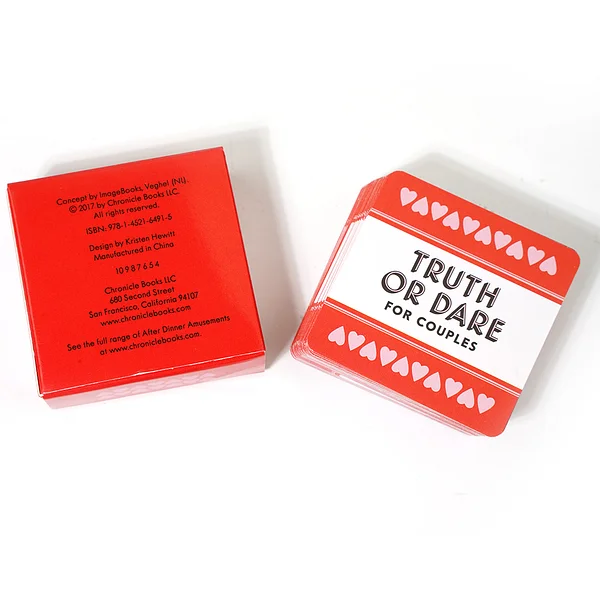 Concept by ImageBooks, Veghel (NL).
© 2017 by Chronicle Books LLC.
All rights reserved.
ISBN: 978-1-4521-6491-5
Design by Kristen Hewitt
Manufactured in China
10 9 8 7 6 5 4
Chronicle Books LLC
680 Second Street
San Francisco, California 94107
www.chroniclebooks.com
See the full range of After Dinner Amusements
at www.chroniclebooks.com.
TRUTH
OR DARE
FOR COUPLES